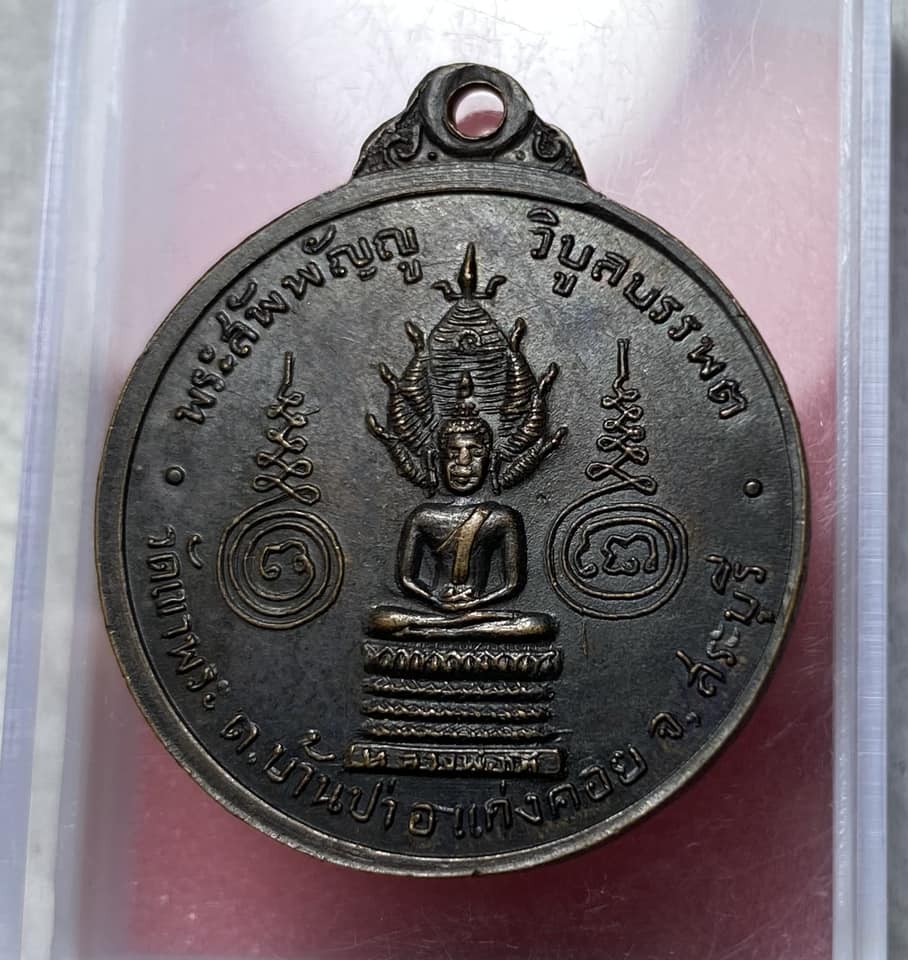 พระสัพพัญญู วิบูลบรรพต
วัดเขาพระ ต.บ้านป่า อ.แก่งคอย จ.สระบุรี